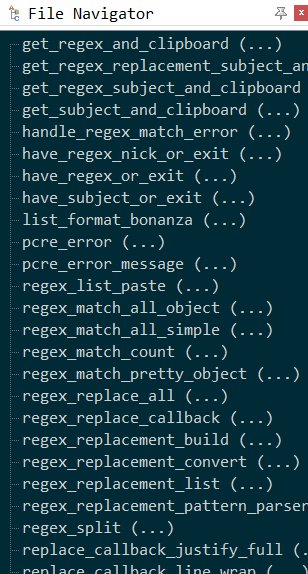 File Navigator
get_regex_and_clipboard (...)
get_regex_replacement_subject_an
get_regex_subject_and_clipboard
get_subject_and_clipboard (...)
handle_regex_match_error (...)
have_regex_nick_or_exit (...)
have_regex_or_exit (...)
have_subject_or_exit (...)
list_format_bonanza (...)
pcre_error (...)
pcre_error_message (...)
regex_list_paste (...)
regex_match_all_object (...)
regex_match_all_simple (...)
regex_match_count (...)
regex_match_pretty_object (...)
regex_replace_all (...)
regex_replace_callback (...)
regex_replacement_build (...)
regex_replacement_convert (...)
regex_replacement_list (...)
regex_replacement_pattern_parser
regex_split (...)
replace_callback_justify_full (.
replace_callback_line_wrap (...)